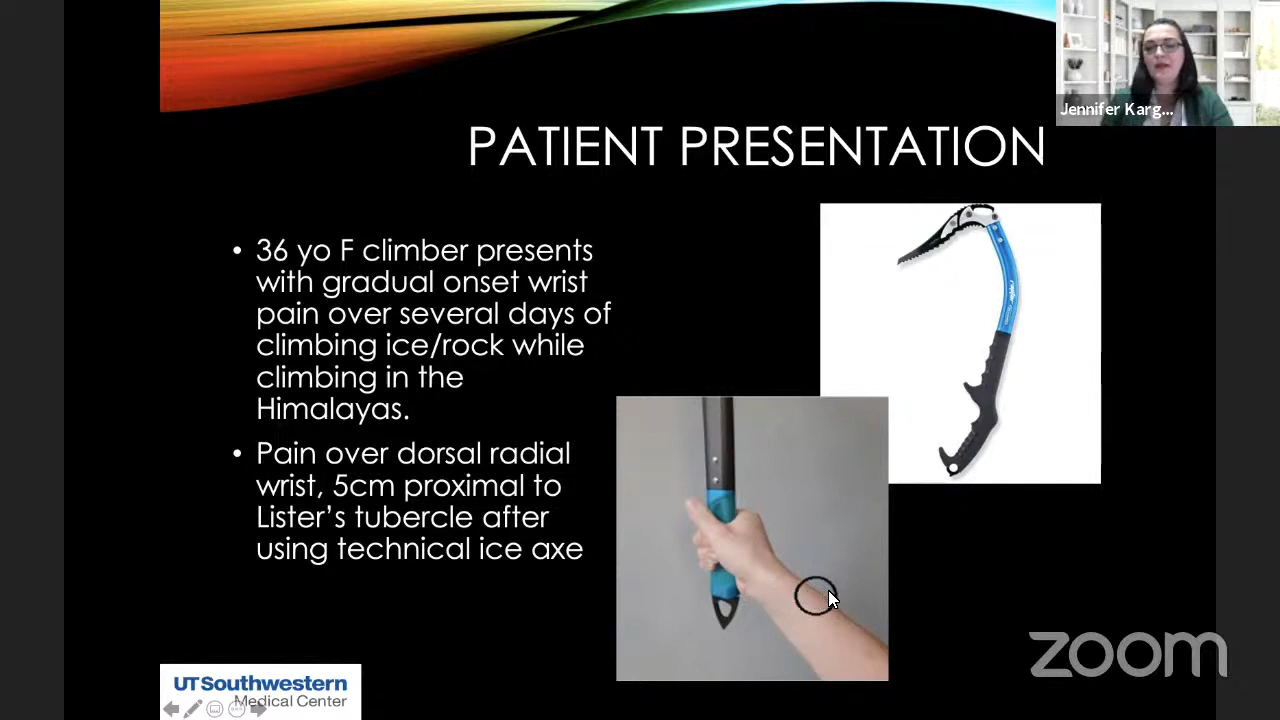 Jennifer Karg...
PATIENT PRESENTATION
• 36 yo F climber presents
with gradual onset wrist
pain over several days of
climbing ice/rock while
climbing in the
Himalayas.
• Pain over dorsal radial
wrist, 5cm proximal to
Lister's tubercle after
using technical ice axe
zoom
UTSouthwestern
Medical Center